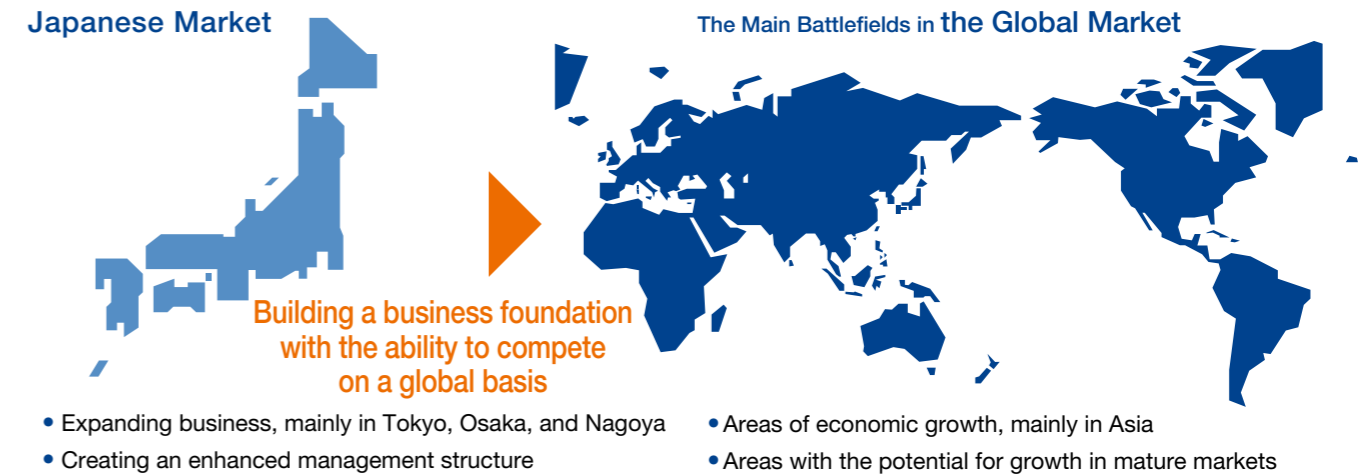 Japanese Market
The Main Battlefields in the Global Market
Building a business foundation
with the ability to compete
on a global basis
• Expanding business, mainly in Tokyo, Osaka, and Nagoya
• Creating an enhanced management structure
• Areas of economic growth, mainly in Asia
• Areas with the potential for growth in mature markets